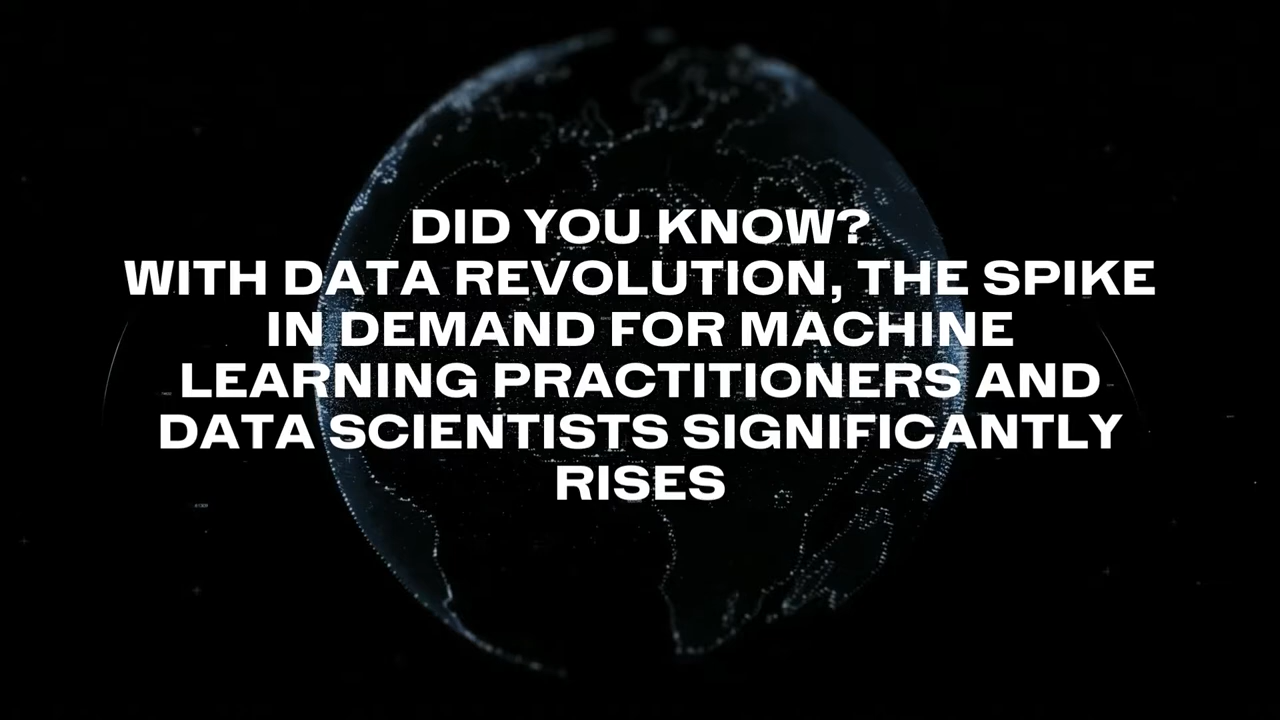 DID YOU KNOW?
WITH DATA REVOLUTION, THE SPIKE
IN DEMAND FOR MACHINE
LEARNING PRACTITIONERS AND
DATA SCIENTISTS SIGNIFICANTLY
RISES